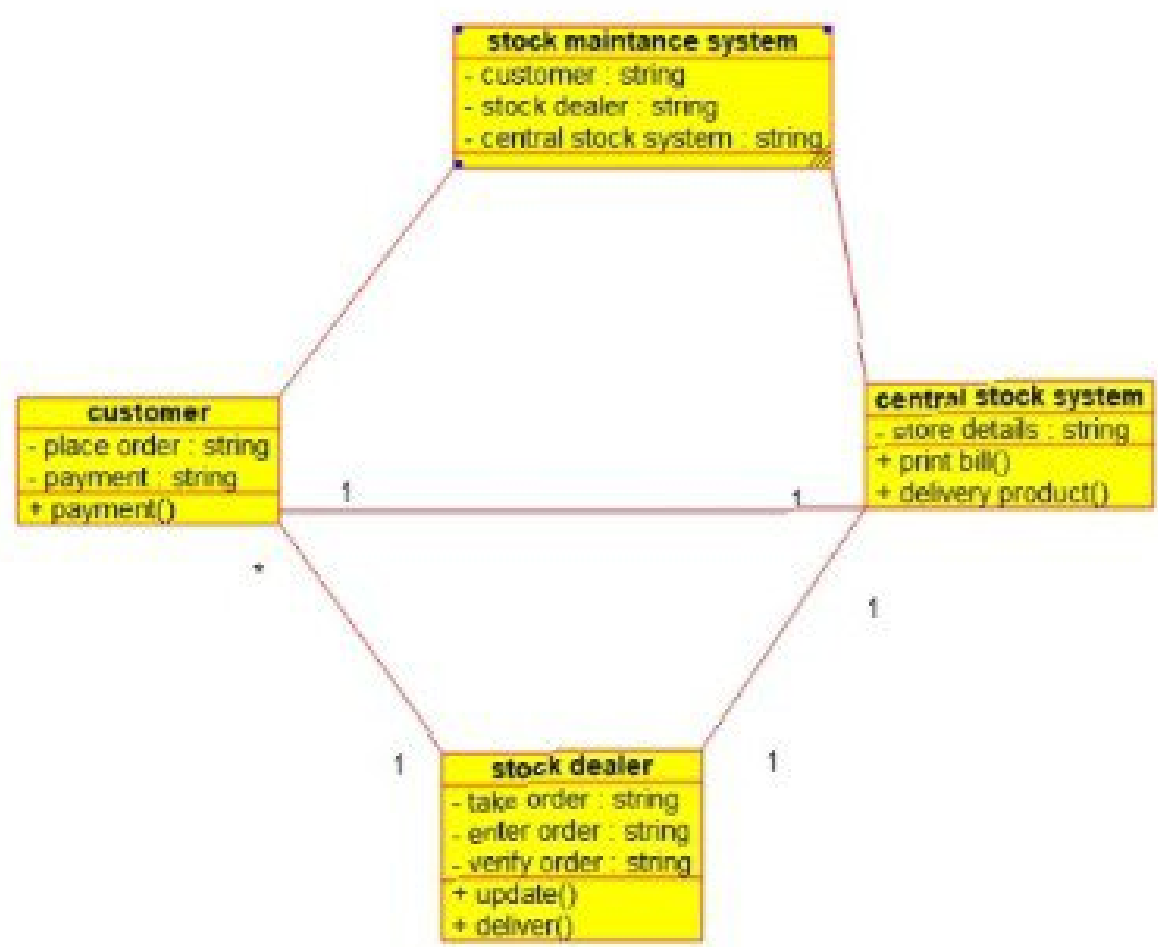 stock maintance system
- customer : string
- stock dealer : string
- central stock system : string
customer
- place order : string
- payment : string
+ payment()
central stock system
- store details : string
+ print bill()
+ delivery product()
1
1
*
1
1
1
stock dealer
- take order : string
- enter order : string
- verify order : string
+ update()
+ deliver()